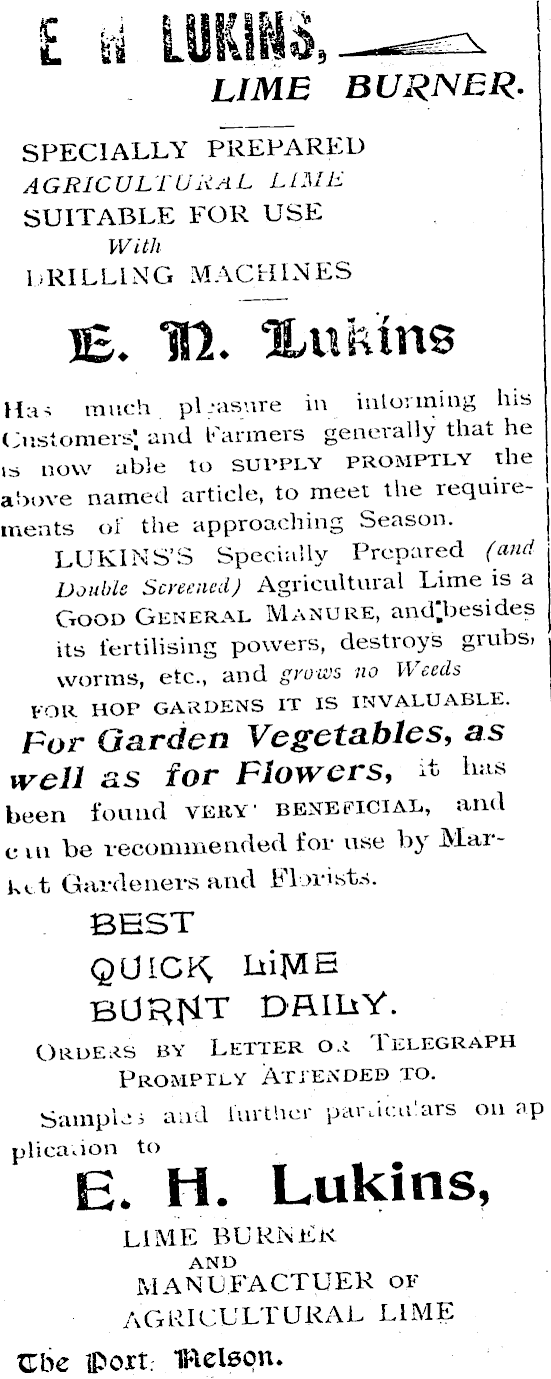 E H LUKINS,
LIME BURNER.
SPECIALLY PREPARED
AGRICULTURAL LIME
SUITABLE FOR USE
With
DRILLING MACHINES
E. H. Lukins
Has much pleasure in informing his
Customers, and Farmers generally that he
is now able to SUPPLY PROMPTLY the
above named article, to meet the require-
ments of the approaching Season.
LUKINS'S Specially Prepared (and
Double Screened) Agricultural Lime is a
GOOD GENERAL MANURE, and besides
its fertilising powers, destroys grubs,
worms, etc., and grows no Weeds
FOR HOP GARDENS IT IS INVALUABLE.
For Garden Vegetables, as
well as for Flowers, it has
been found VERY BENEFICIAL, and
can be recommended for use by Mar-
ket Gardeners and Florists.
BEST
QUICK LiME
BURNT DAILY.
ORDERS BY LETTER OR TELEGRAPH
PROMPTLY ATTENDED TO.
Samples and further particulars on ap
plication to
E. H. Lukins,
LIME BURNER
AND
MANUFACTUER OF
AGRICULTURAL LIME
The Port. Nelson.